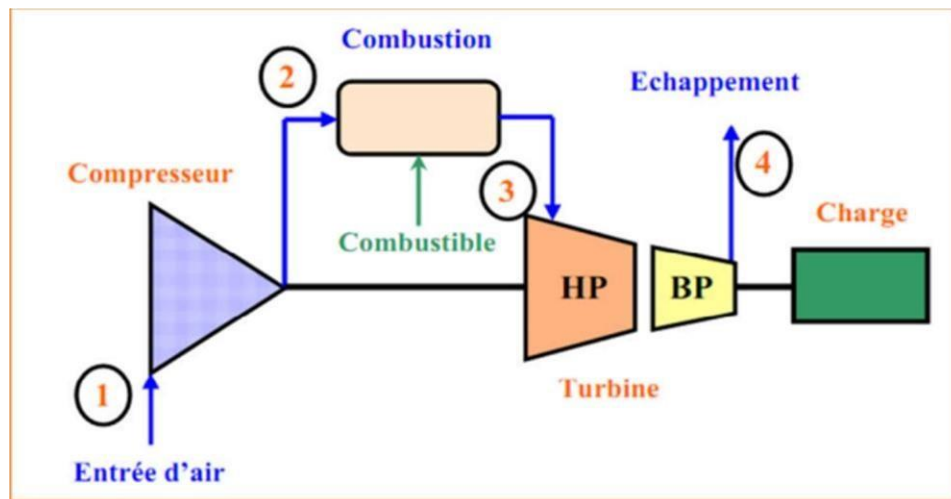 Combustion
2
Echappement
4
Compresseur
3
Charge
Combustible
HP
BP
1
Turbine
Entrée d'air